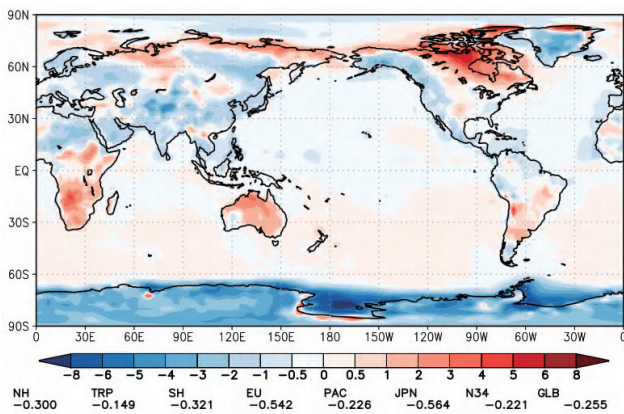 90N
60N
30N
EQ
30S
60S
90S
0 30E 60E 90E 120E 150E 180 150W 120W 90W 60W 30W 0
-8 -6 -5 -4 -3 -2 -1 -0.5 0 0.5 1 2 3 4 5 6 8
NH TRP SH EU PAC JPN N34 GLB
-0.300 -0.149 -0.321 -0.542 -0.226 -0.564 -0.221 -0.255